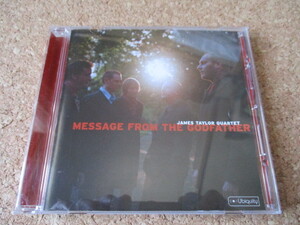 JAMES TAYLOR QUARTET
MESSAGE FROM THE GODFATHER
Ubiquity